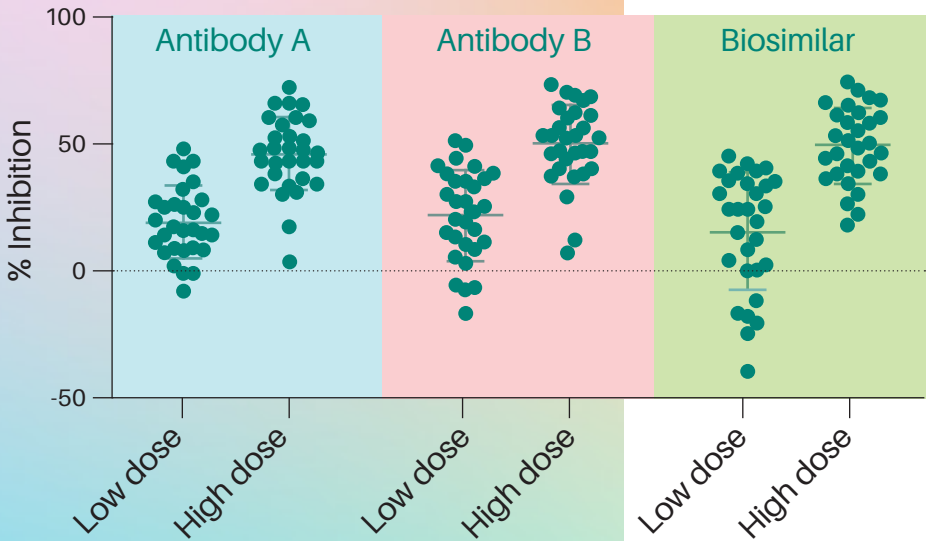 100
Antibody A
Antibody B
Biosimilar
50
% Inhibition
0
-50
Low dose
High dose
Low dose
High dose
Low dose
High dose